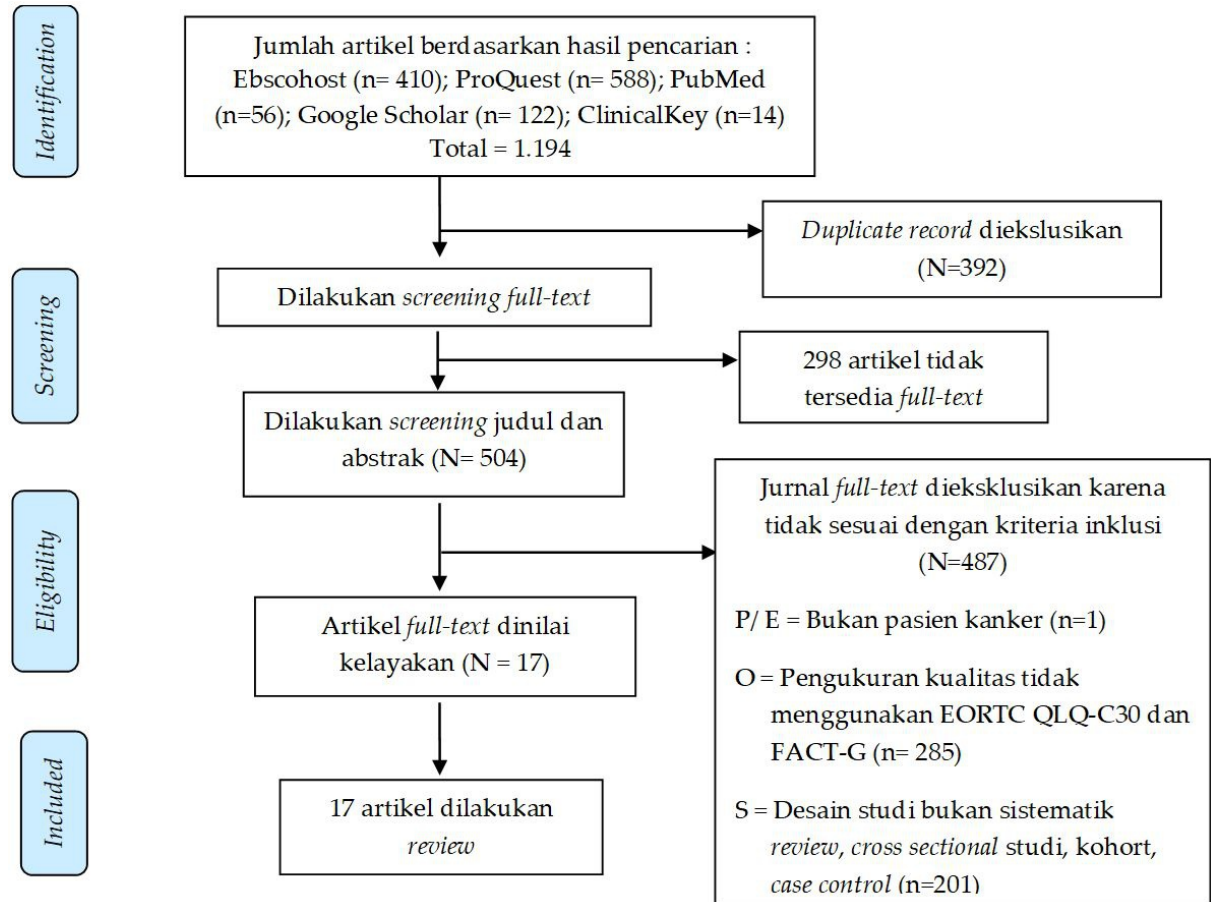 Identification
Jumlah artikel berdasarkan hasil pencarian :
Ebscohost (n= 410); ProQuest (n= 588); PubMed
(n=56); Google Scholar (n= 122); ClinicalKey (n=14)
Total = 1.194
Duplicate record diekslusikan
(N=392)
Screening
Dilakukan screening full-text
298 artikel tidak
tersedia full-text
Dilakukan screening judul dan
abstrak (N= 504)
Eligibility
Jurnal full-text dieksklusikan karena
tidak sesuai dengan kriteria inklusi
(N=487)
P/ E = Bukan pasien kanker (n=1)
O = Pengukuran kualitas tidak
menggunakan EORTC QLQ-C30 dan
FACT-G (n= 285)
S = Desain studi bukan sistematik
review, cross sectional studi, kohort,
case control (n=201)
Artikel full-text dinilai
kelayakan (N = 17)
Included
17 artikel dilakukan
review